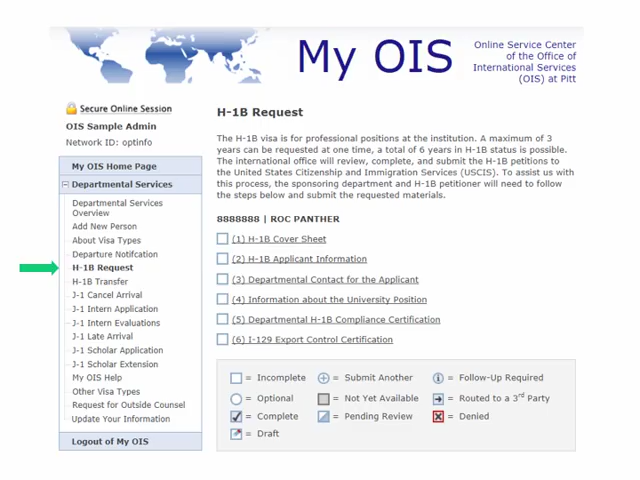 My OIS
Online Service Center
of the Office of
International Services
(OIS) at Pitt
Secure Online Session
OIS Sample Admin
Network ID: optinfo
My OIS Home Page
Departmental Services
Departmental Services
Overview
Add New Person
About Visa Types
Departure Notifcation
H-1B Request
H-1B Transfer
J-1 Cancel Arrival
J-1 Intern Application
J-1 Intern Evaluations
J-1 Late Arrival
J-1 Scholar Application
J-1 Scholar Extension
My OIS Help
Other Visa Types
Request for Outside Counsel
Update Your Information
Logout of My OIS
H-1B Request
The H-1B visa is for professional positions at the institution. A maximum of 3
years can be requested at one time, a total of 6 years in H-1B status is possible.
The international office will review, complete, and submit the H-1B petitions to
the United States Citizenship and Immigration Services (USCIS). To assist us with
this process, the sponsoring department and H-1B petitioner will need to follow
the steps below and submit the requested materials.
8888888 | ROC PANTHER
(1) H-1B Cover Sheet
(2) H-1B Applicant Information
(3) Departmental Contact for the Applicant
(4) Information about the University Position
(5) Departmental H-1B Compliance Certification
(6) I-129 Export Control Certification
= Incomplete = Submit Another = Follow-Up Required
= Optional = Not Yet Available = Routed to a 3rd Party
= Complete = Pending Review = Denied
= Draft